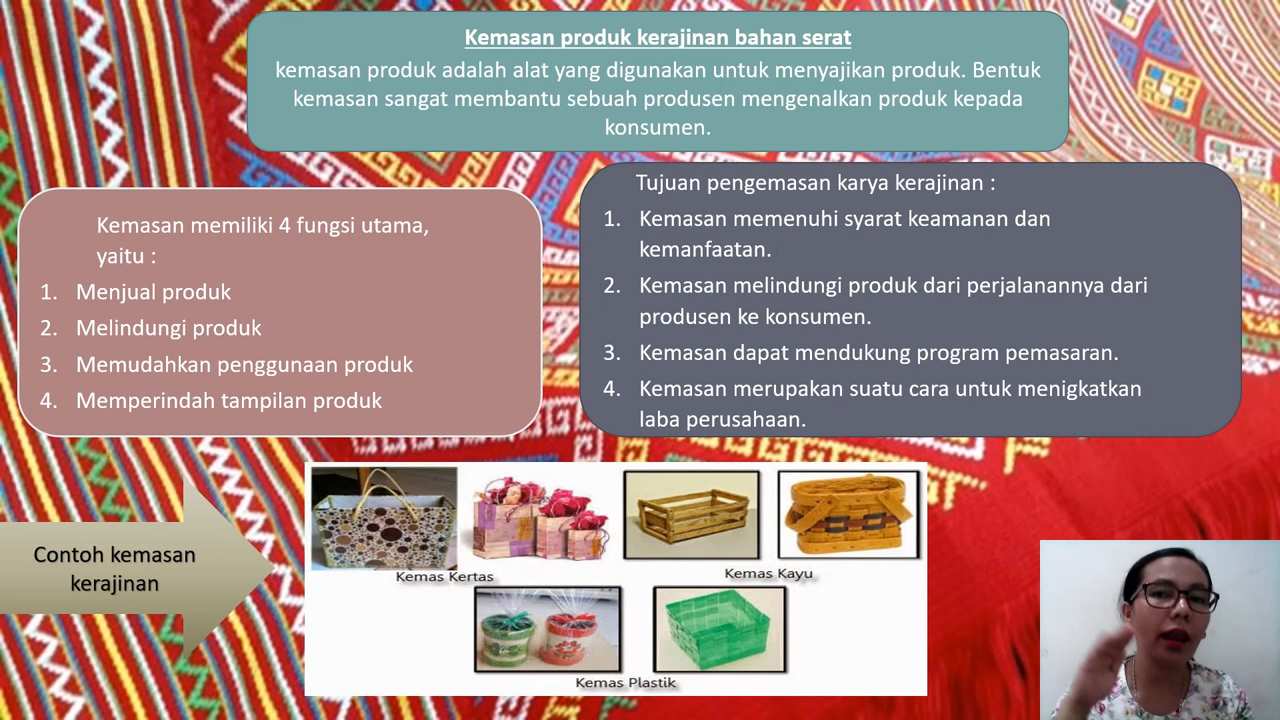 Kemasan produk kerajinan bahan serat
kemasan produk adalah alat yang digunakan untuk menyajikan produk. Bentuk
kemasan sangat membantu sebuah produsen mengenalkan produk kepada
konsumen.
Kemasan memiliki 4 fungsi utama,
yaitu :
1. Menjual produk
2. Melindungi produk
3. Memudahkan penggunaan produk
4. Memperindah tampilan produk
Tujuan pengemasan karya kerajinan :
1. Kemasan memenuhi syarat keamanan dan
kemanfaatan.
2. Kemasan melindungi produk dari perjalanannya dari
produsen ke konsumen.
3. Kemasan dapat mendukung program pemasaran.
4. Kemasan merupakan suatu cara untuk menigkatkan
laba perusahaan.
Contoh kemasan
kerajinan
Kemas Kertas
Kemas Kayu
Kemas Plastik